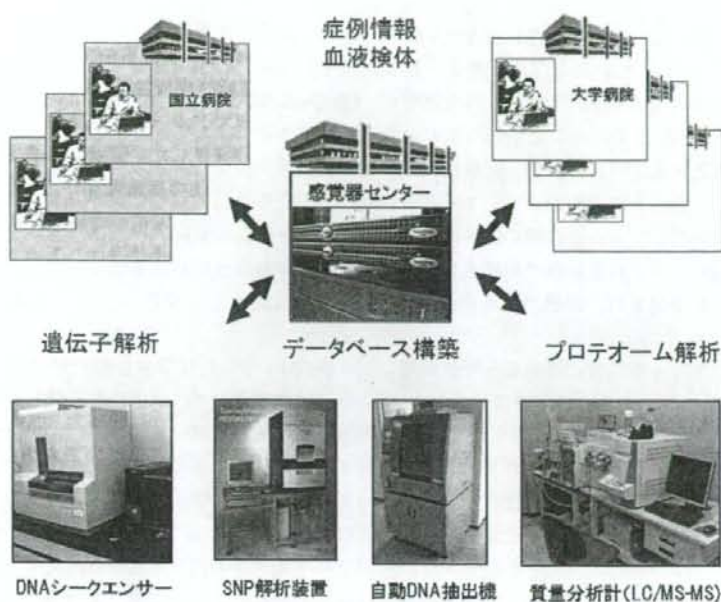 症例情報
血液検体
国立病院
大学病院
感覚器センター
遺伝子解析
データベース構築
プロテオーム解析
DNAシークエンサー
SNP解析装置
自動DNA抽出機
質量分析計(LC/MS-MS)